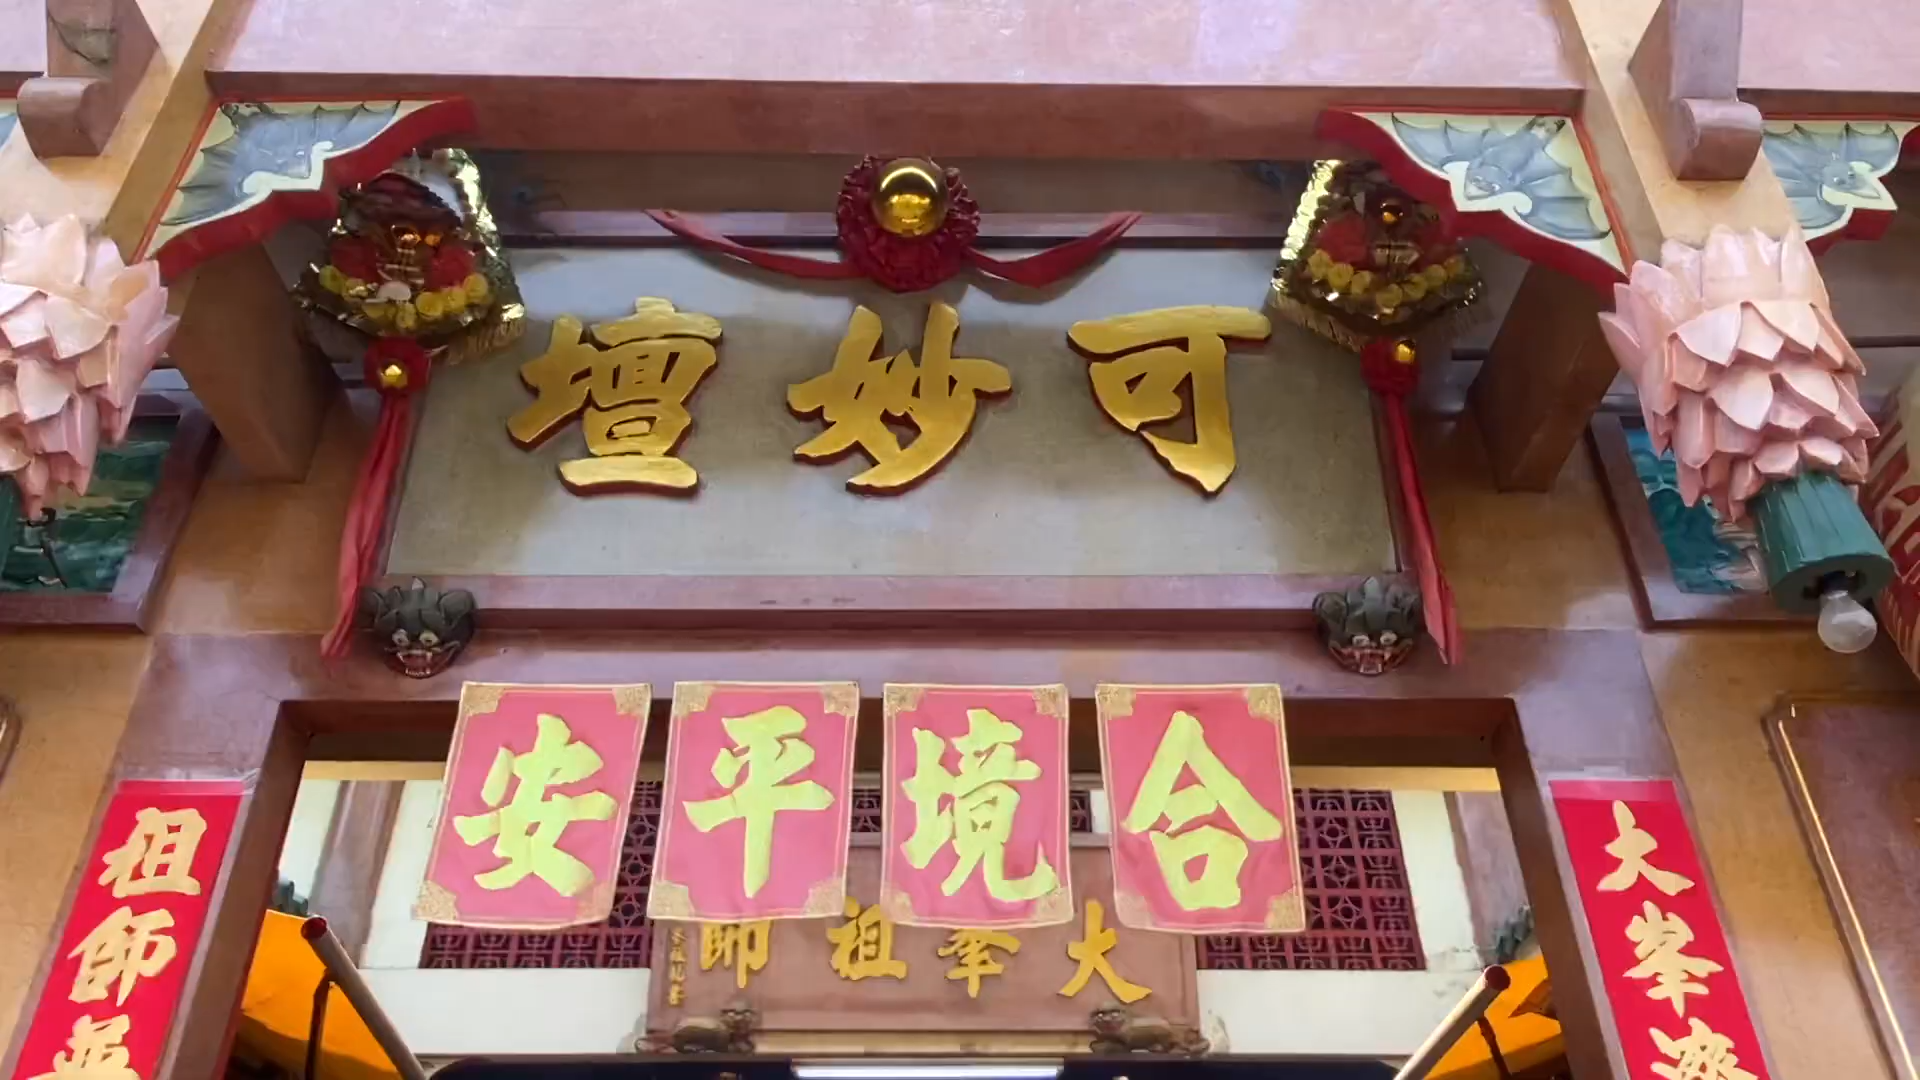 可妙壇
合境平安
大峯祖師
大峯
祖師